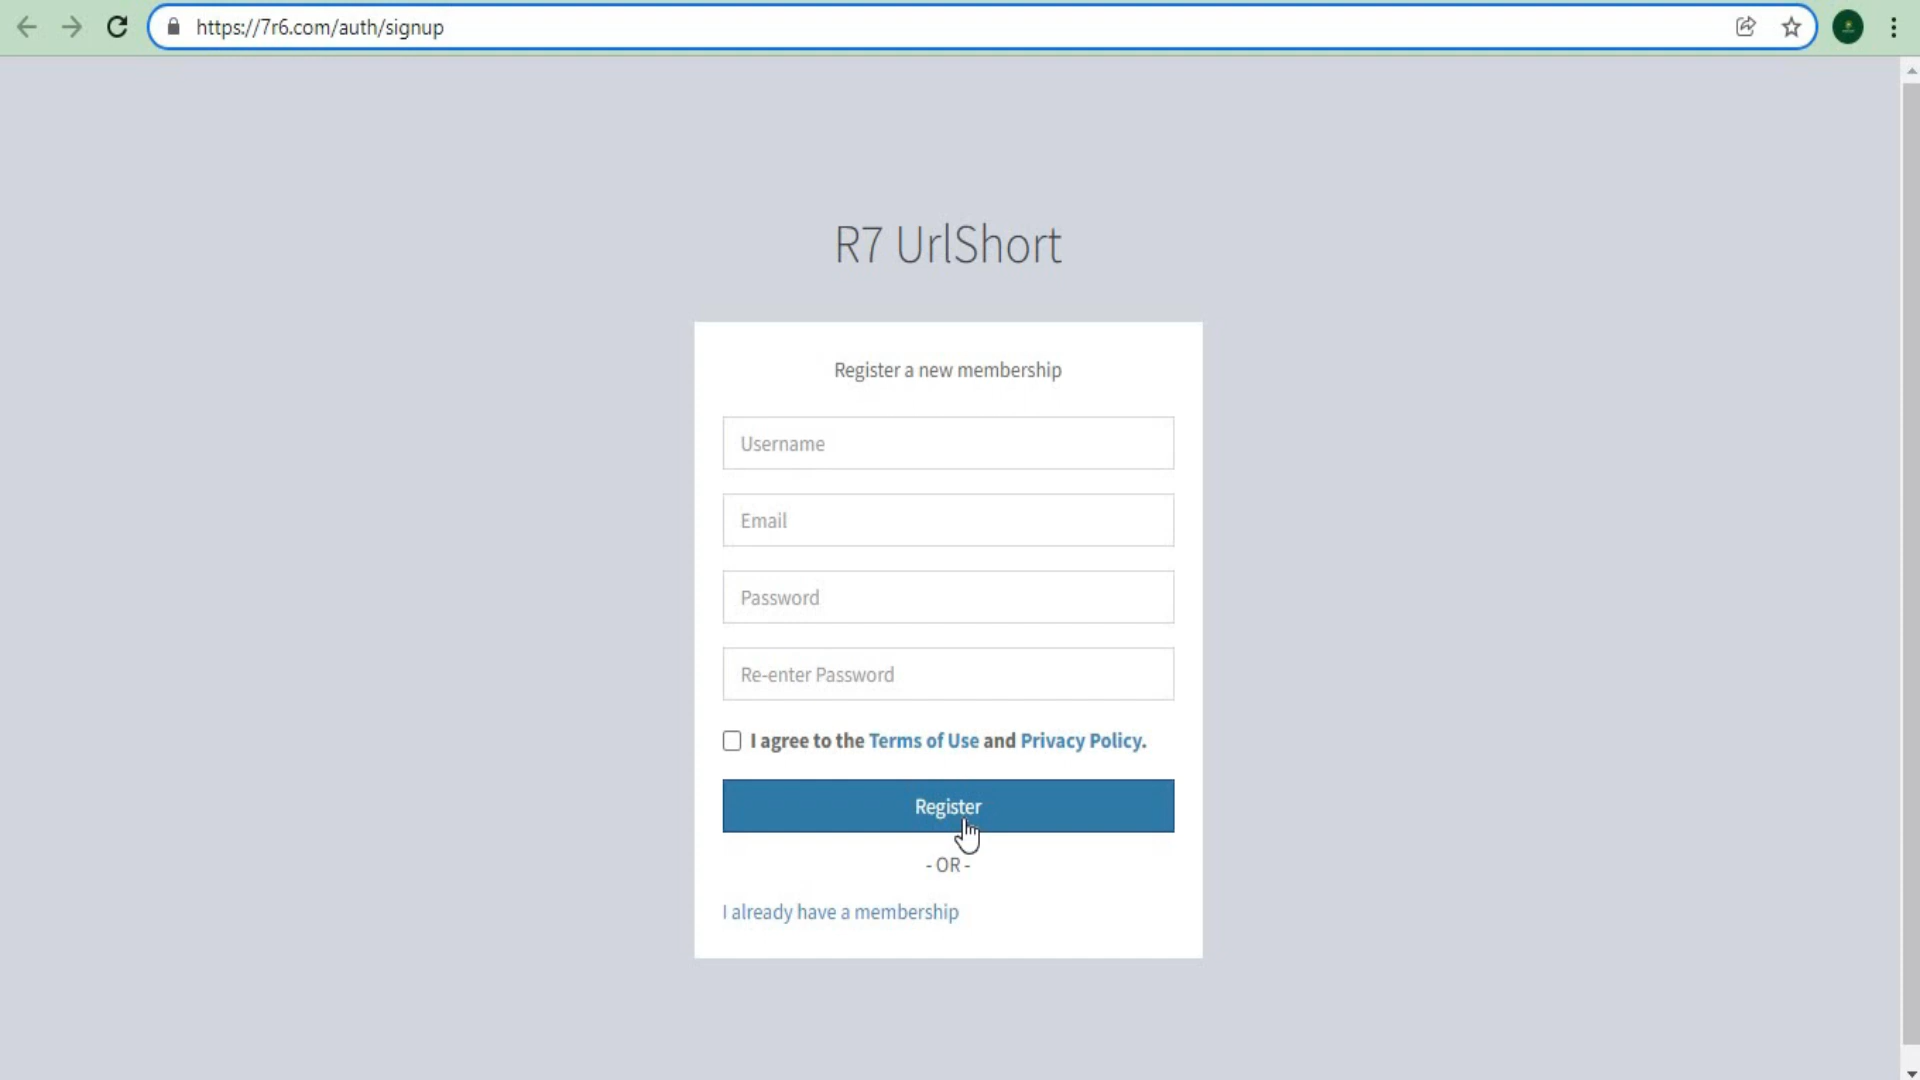 https://7r6.com/auth/signup
R7 UrlShort
Register a new membership
Username
Email
Password
Re-enter Password
I agree to the Terms of Use and Privacy Policy.
Register
- OR -
I already have a membership